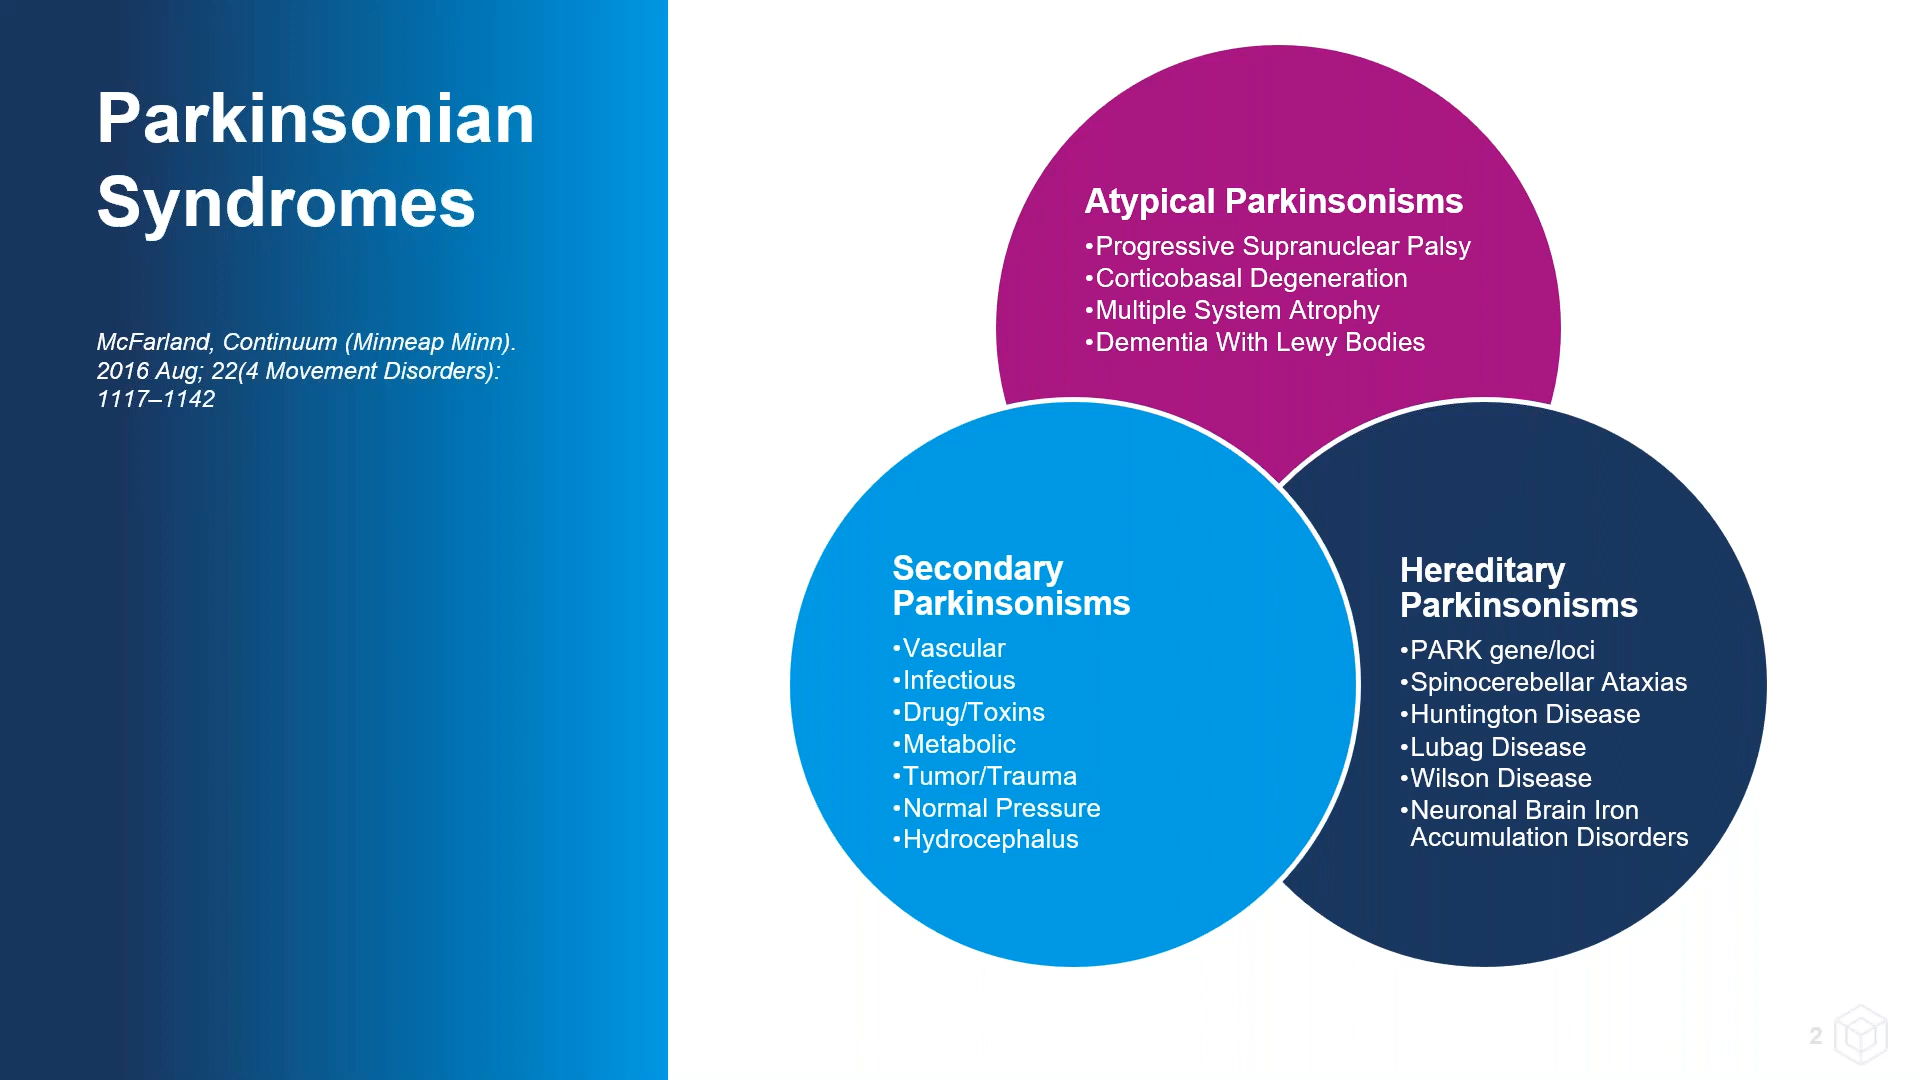 Parkinsonian
Syndromes
McFarland, Continuum (Minneap Minn).
2016 Aug; 22(4 Movement Disorders):
1117–1142
Atypical Parkinsonisms
•Progressive Supranuclear Palsy
•Corticobasal Degeneration
•Multiple System Atrophy
•Dementia With Lewy Bodies
Secondary
Parkinsonisms
•Vascular
•Infectious
•Drug/Toxins
•Metabolic
•Tumor/Trauma
•Normal Pressure
•Hydrocephalus
Hereditary
Parkinsonisms
•PARK gene/loci
•Spinocerebellar Ataxias
•Huntington Disease
•Lubag Disease
•Wilson Disease
•Neuronal Brain Iron
Accumulation Disorders
2